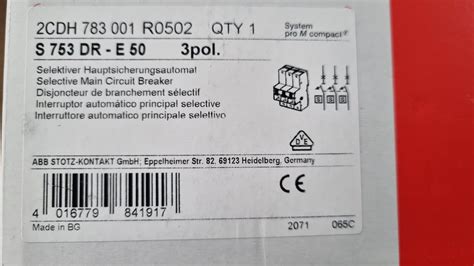 2CDH 783 001 R0502 QTY 1
System
pro M compact®
S 753 DR - E 50 3pol.
Selektiver Hauptsicherungsautomat
Selective Main Circuit Breaker
Disjoncteur de branchement sélectif
Interruptor automático principal selective
Interruttore automatico principale selettivo
S S S
VDE
ABB STOTZ-KONTAKT GmbH; Eppelheimer Str. 82, 69123 Heidelberg, Germany
CE
4 016779 841917
Made in BG
2071 065C